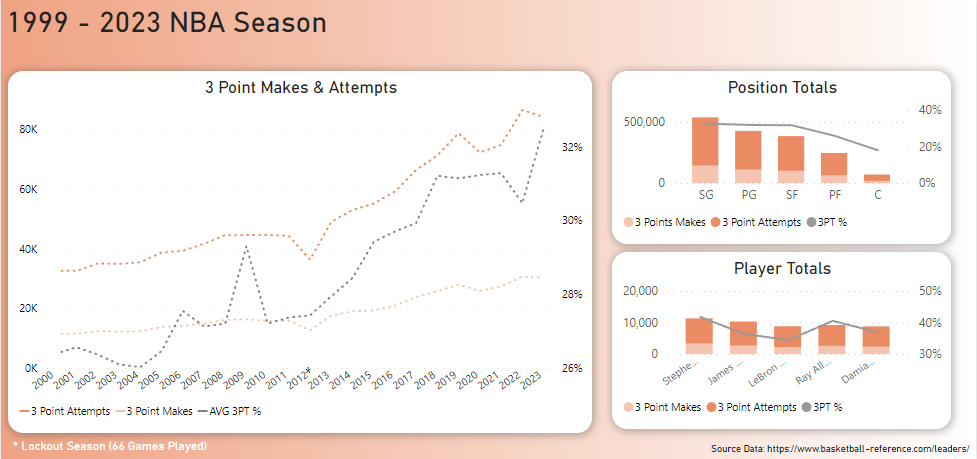 1999 - 2023 NBA Season
3 Point Makes & Attempts
80K
60K
40K
20K
0K
32%
30%
28%
26%
2000 2001 2002 2003 2004 2005 2006 2007 2008 2009 2010 2011 2012* 2013 2014 2015 2016 2017 2018 2019 2020 2021 2022 2023
3 Point Attempts 3 Point Makes AVG 3PT %
* Lockout Season (66 Games Played)
Position Totals
500,000
0
40%
20%
0%
SG PG SF PF C
3 Points Makes 3 Point Attempts 3PT %
Player Totals
20,000
10,000
0
50%
40%
30%
Stephe... James ... LeBron ... Ray All... Damia...
3 Point Makes 3 Point Attempts 3PT %
Source Data: https://www.basketball-reference.com/leaders/